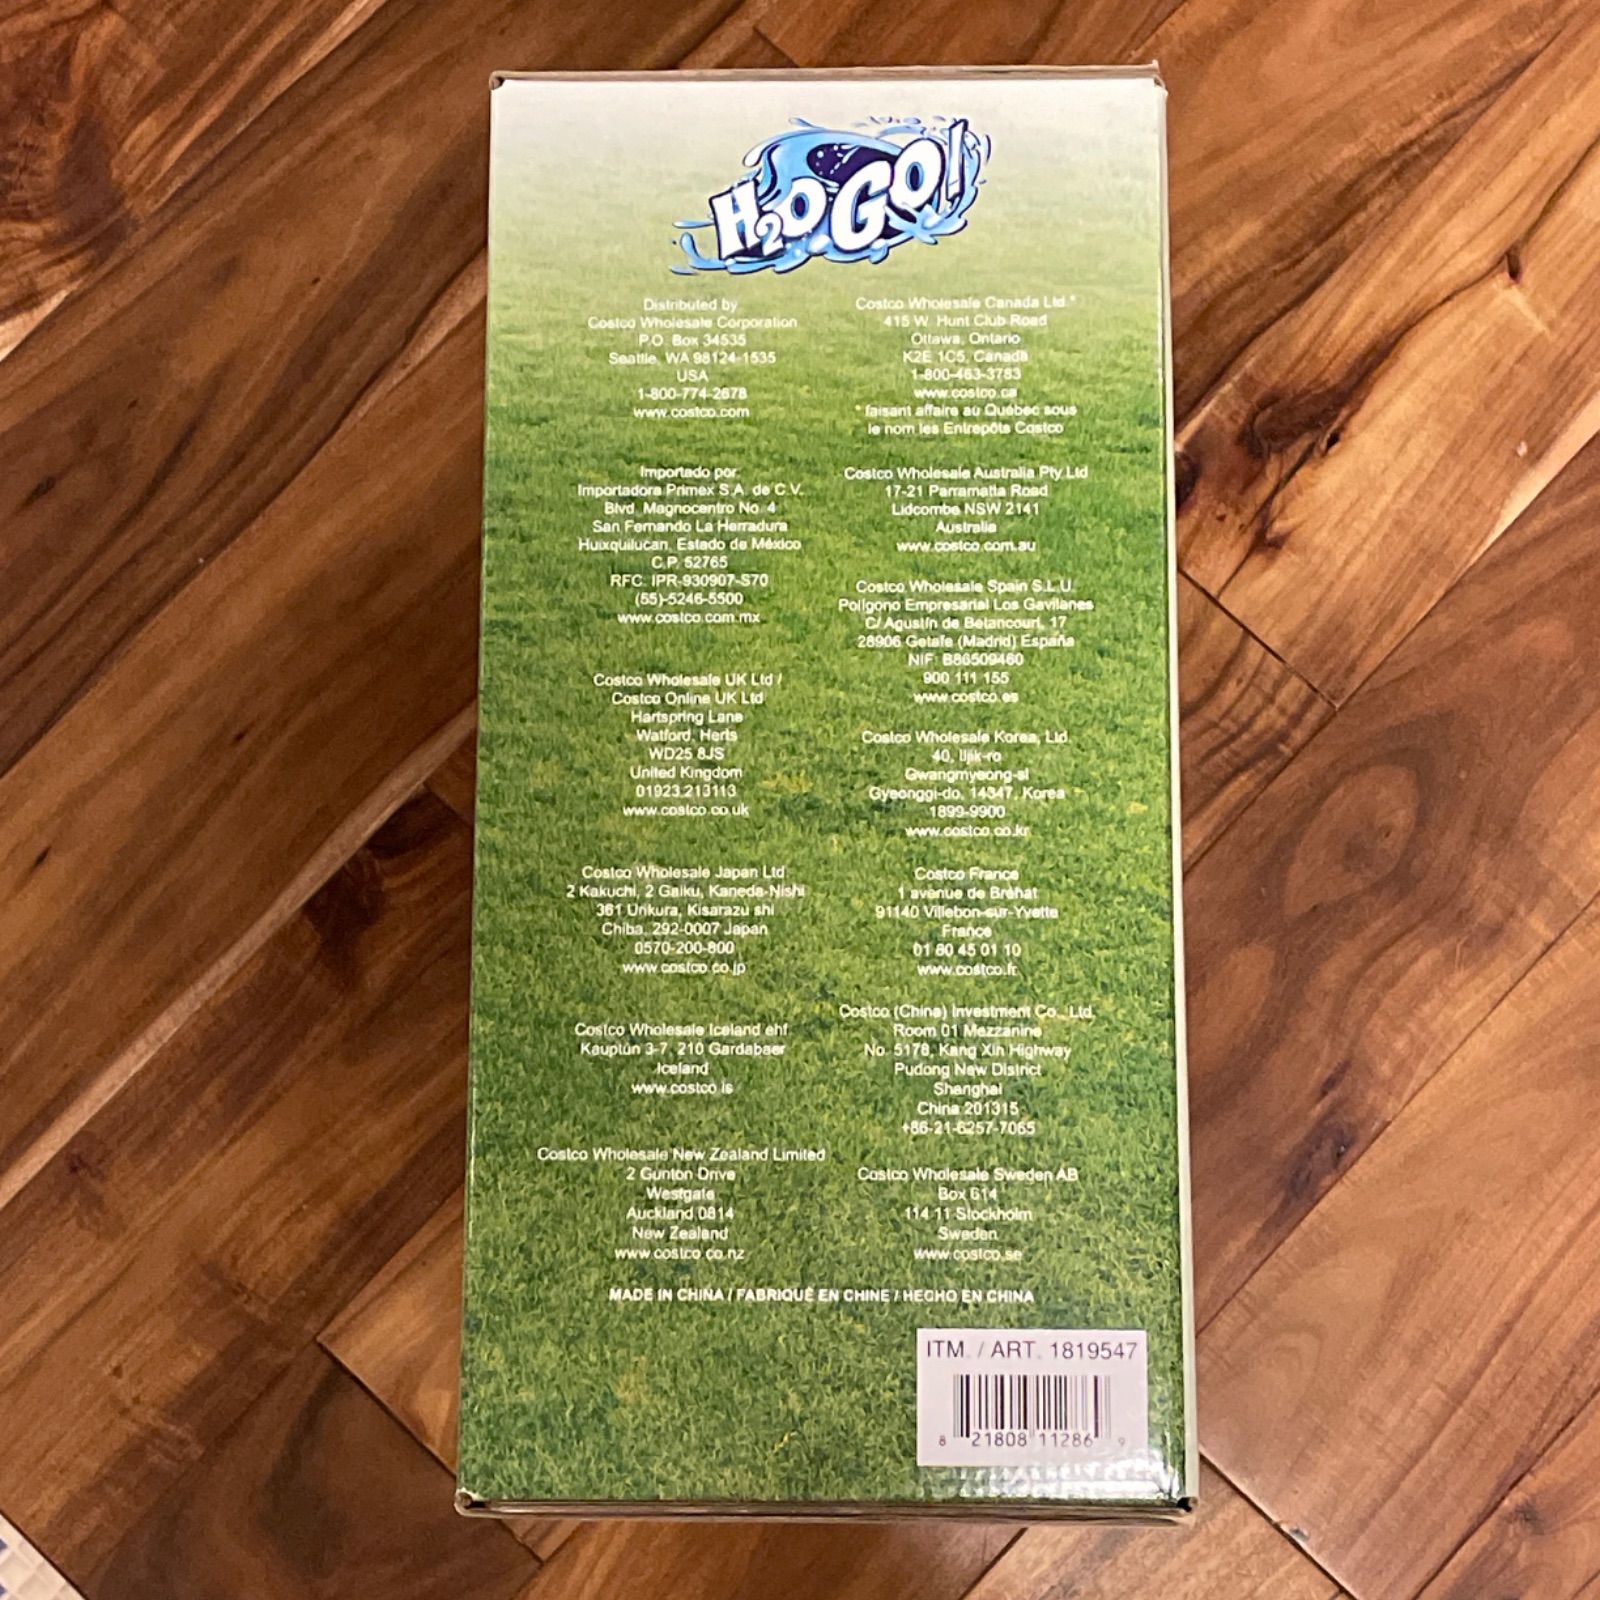 H2OGO!
Distributed by
Costco Wholesale Corporation
P.O. Box 34535
Seattle, WA 98124-1535
USA
1-800-774-2678
www.costco.com
Costco Wholesale Canada Ltd.*
415 W. Hunt Club Road
Ottawa, Ontario
K2E 1C5, Canada
1-800-463-3783
www.costco.ca
* faisant affaire au Québec sous
le nom les Entrepôts Costco
Importado por:
Importadora Primex S.A. de C.V.
Blvd. Magnocentro No. 4
San Fernando La Herradura
Huixquilucan, Estado de México
C.P. 52765
RFC: IPR-930907-S70
(55)-5246-5500
www.costco.com.mx
Costco Wholesale Australia Pty Ltd
17-21 Parramatta Road
Lidcombe NSW 2141
Australia
www.costco.com.au
Costco Wholesale Spain S.L.U.
Polígono Empresarial Los Gavilanes
C/ Agustín de Betancourt, 17
28906 Getafe (Madrid) España
NIF: B86509460
900 111 155
www.costco.es
Costco Wholesale UK Ltd /
Costco Online UK Ltd
Hartspring Lane
Watford, Herts
WD25 8JS
United Kingdom
01923 213113
www.costco.co.uk
Costco Wholesale Korea, Ltd.
40, Iljik-ro
Gwangmyeong-si
Gyeonggi-do, 14347, Korea
1899-9900
www.costco.co.kr
Costco Wholesale Japan Ltd.
2 Kakuchi, 2 Gaiku, Kaneda-Nishi
361 Urikura, Kisarazu shi
Chiba, 292-0007 Japan
0570-200-800
www.costco.co.jp
Costco France
1 avenue de Bréhat
91140 Villebon-sur-Yvette
France
01 80 45 01 10
www.costco.fr
Costco Wholesale Iceland ehf.
Kauptún 3-7, 210 Gardabaer
Iceland
www.costco.is
Costco (China) Investment Co., Ltd.
Room 01 Mezzanine
No. 5178, Kang Xin Highway
Pudong New District
Shanghai
China 201315
+86-21-6257-7065
Costco Wholesale New Zealand Limited
2 Gunton Drive
Westgate
Auckland 0814
New Zealand
www.costco.co.nz
Costco Wholesale Sweden AB
Box 614
114 11 Stockholm
Sweden
www.costco.se
MADE IN CHINA / FABRIQUÉ EN CHINE / HECHO EN CHINA
ITM. / ART. 1819547
8 21808 11286 9